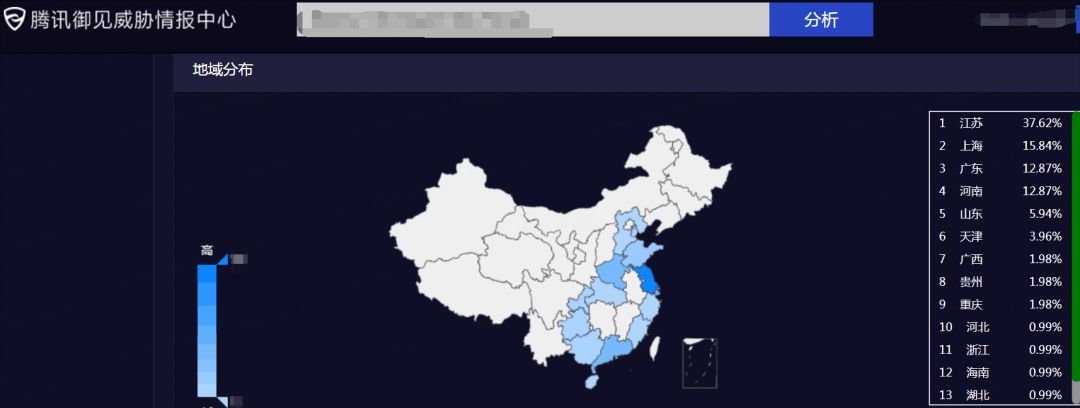 腾讯御见威胁情报中心
分析
地域分布
高
1 江苏 37.62%
2 上海 15.84%
3 广东 12.87%
4 河南 12.87%
5 山东 5.94%
6 天津 3.96%
7 广西 1.98%
8 贵州 1.98%
9 重庆 1.98%
10 河北 0.99%
11 浙江 0.99%
12 海南 0.99%
13 湖北 0.99%